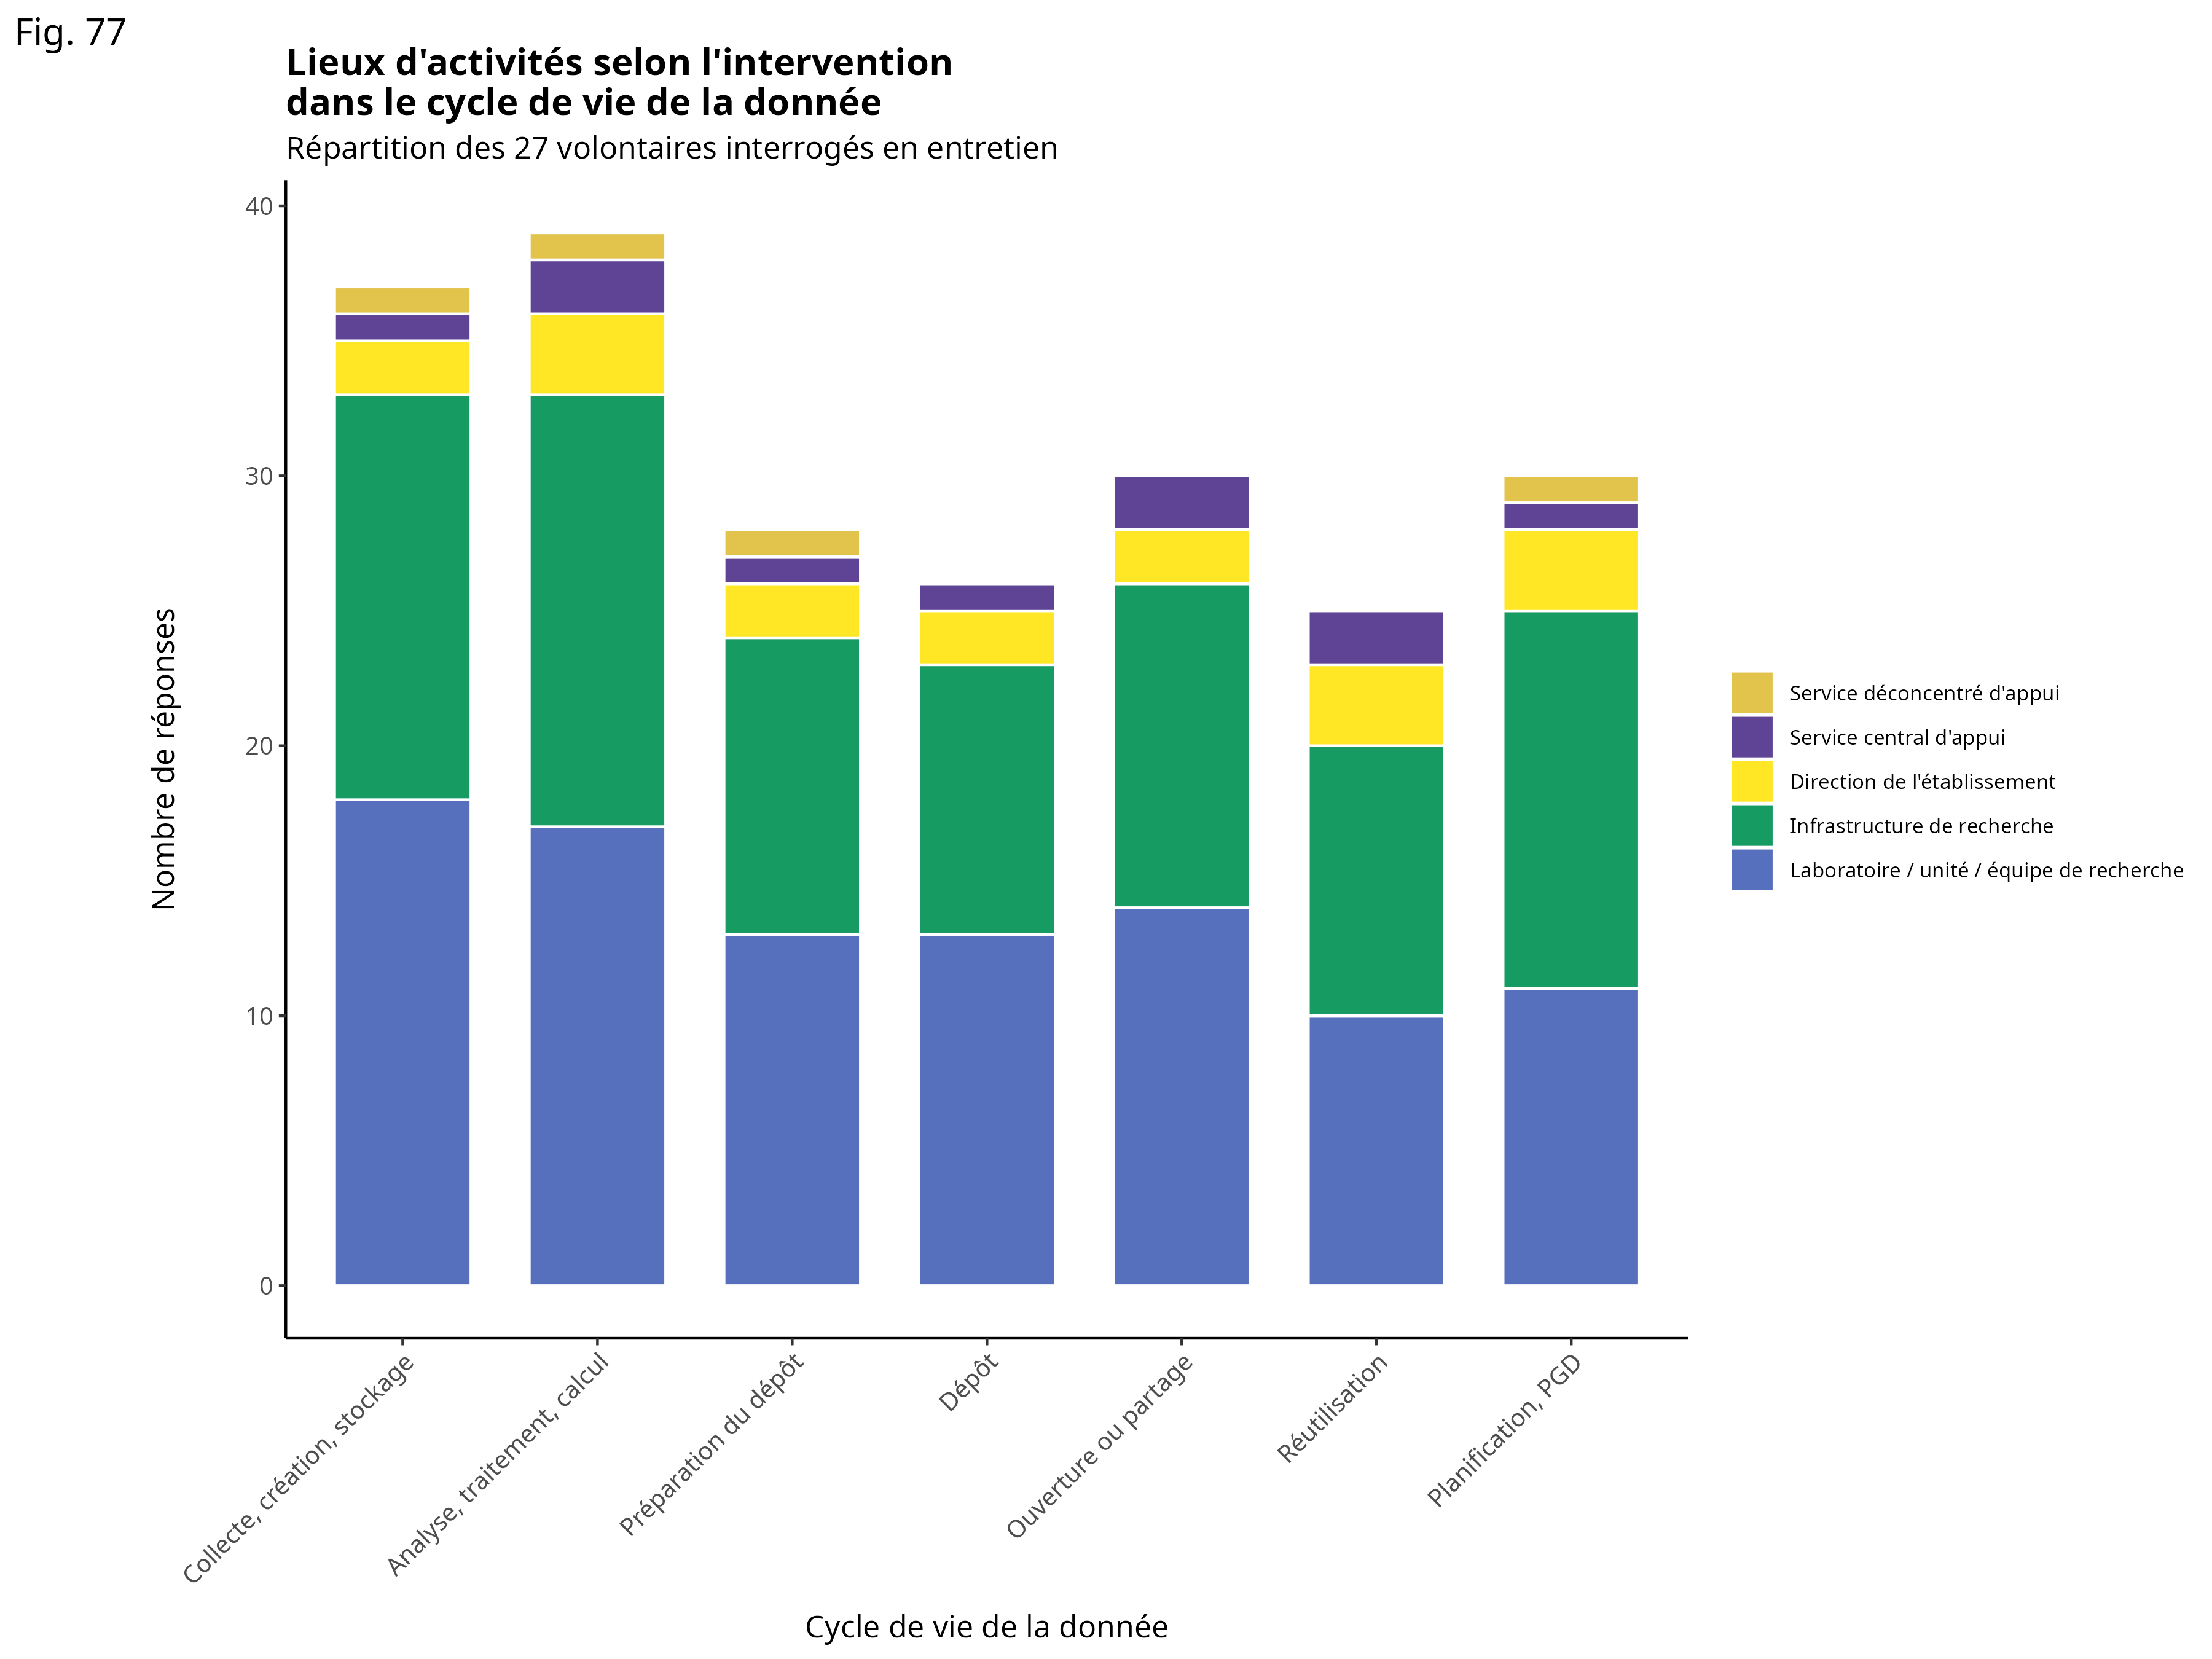 Fig. 77
Lieux d'activités selon l'intervention
dans le cycle de vie de la donnée
Répartition des 27 volontaires interrogés en entretien
Nombre de réponses
40
30
20
10
0
Collecte, création, stockage
Analyse, traitement, calcul
Préparation du dépôt
Dépôt
Ouverture ou partage
Réutilisation
Planification, PGD
Cycle de vie de la donnée
Service déconcentré d'appui
Service central d'appui
Direction de l'établissement
Infrastructure de recherche
Laboratoire / unité / équipe de recherche